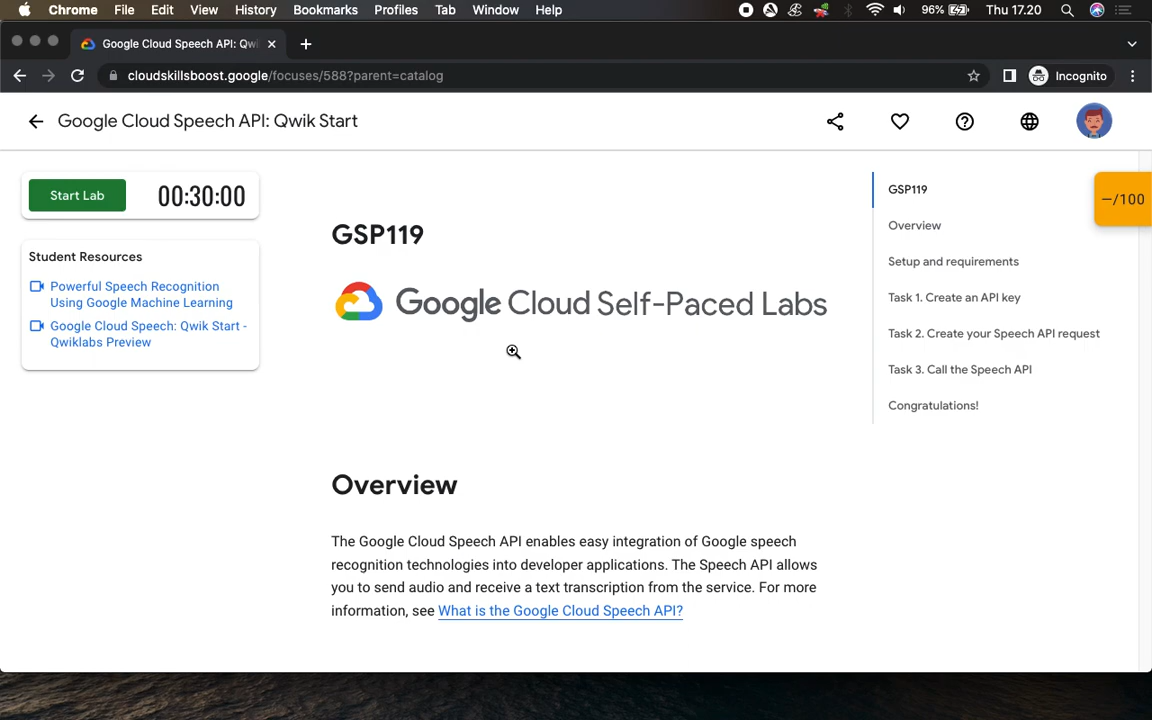 Chrome File Edit View History Bookmarks Profiles Tab Window Help 96% Thu 17.20
Google Cloud Speech API: Qwi
cloudskillsboost.google/focuses/588?parent=catalog Incognito
Google Cloud Speech API: Qwik Start
Start Lab 00:30:00
Student Resources
Powerful Speech Recognition
Using Google Machine Learning
Google Cloud Speech: Qwik Start -
Qwiklabs Preview
GSP119
Google Cloud Self-Paced Labs
Overview
The Google Cloud Speech API enables easy integration of Google speech
recognition technologies into developer applications. The Speech API allows
you to send audio and receive a text transcription from the service. For more
information, see What is the Google Cloud Speech API?
GSP119
Overview
Setup and requirements
Task 1. Create an API key
Task 2. Create your Speech API request
Task 3. Call the Speech API
Congratulations!
–/100